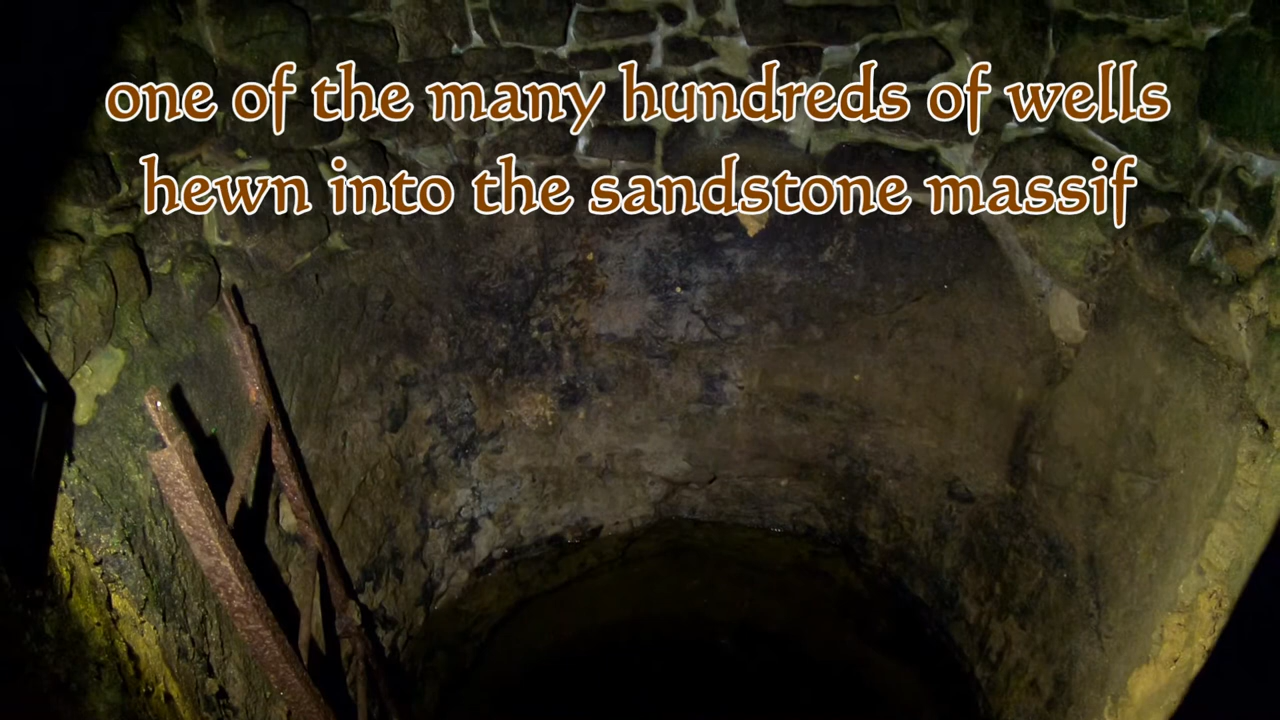 one of the many hundreds of wells
hewn into the sandstone massif